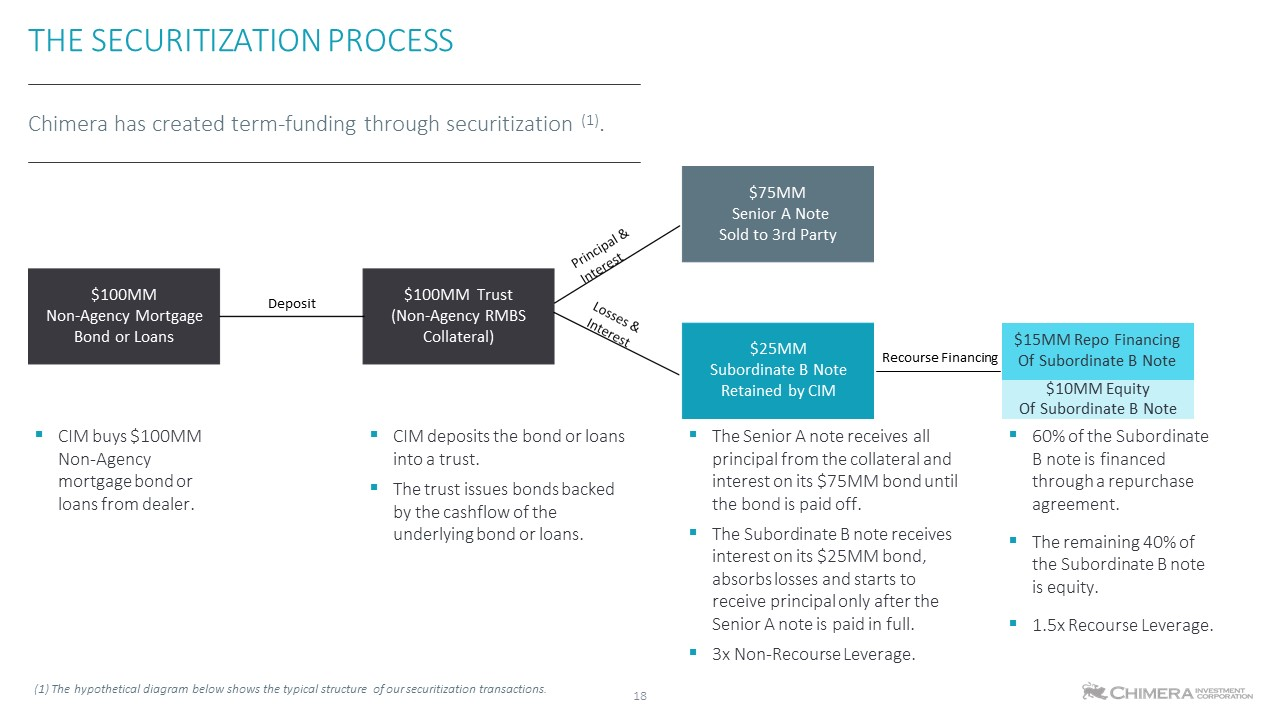 THE SECURITIZATION PROCESS
Chimera has created term-funding through securitization (1).
$100MM
Non-Agency Mortgage
Bond or Loans
Deposit
$100MM Trust
(Non-Agency RMBS
Collateral)
Principal &
Interest
Losses &
Interest
$75MM
Senior A Note
Sold to 3rd Party
$25MM
Subordinate B Note
Retained by CIM
Recourse Financing
$15MM Repo Financing
Of Subordinate B Note
$10MM Equity
Of Subordinate B Note
▪ CIM buys $100MM
Non-Agency
mortgage bond or
loans from dealer.
▪ CIM deposits the bond or loans
into a trust.
▪ The trust issues bonds backed
by the cashflow of the
underlying bond or loans.
▪ The Senior A note receives all
principal from the collateral and
interest on its $75MM bond until
the bond is paid off.
▪ The Subordinate B note receives
interest on its $25MM bond,
absorbs losses and starts to
receive principal only after the
Senior A note is paid in full.
▪ 3x Non-Recourse Leverage.
▪ 60% of the Subordinate
B note is financed
through a repurchase
agreement.
▪ The remaining 40% of
the Subordinate B note
is equity.
▪ 1.5x Recourse Leverage.
(1) The hypothetical diagram below shows the typical structure of our securitization transactions.
18
CHIMERA INVESTMENT
CORPORATION